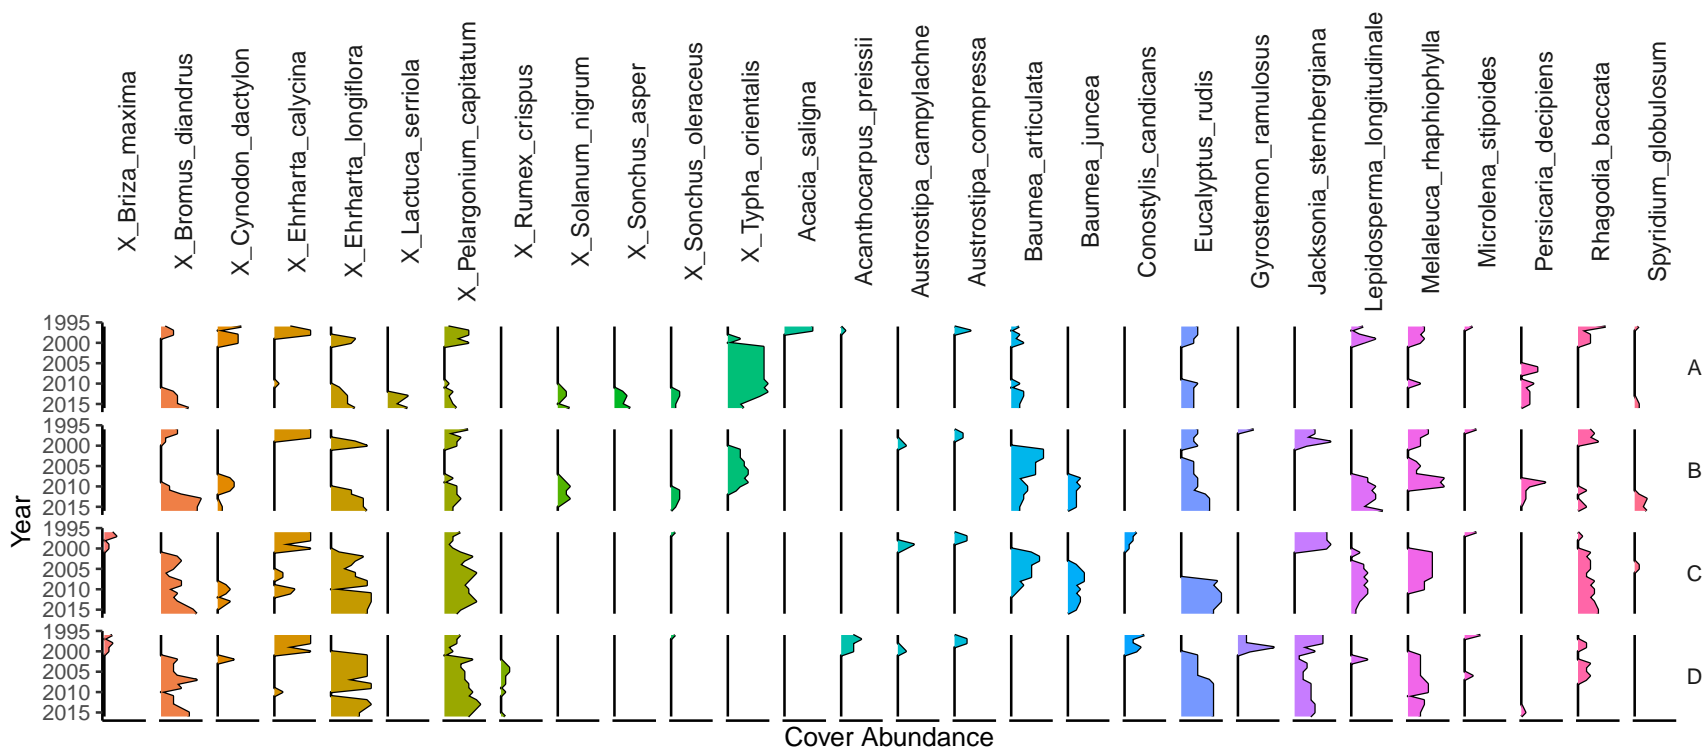 X_Briza_maxima
X_Bromus_diandrus
X_Cynodon_dactylon
X_Ehrharta_calycina
X_Ehrharta_longiflora
X_Lactuca_serriola
X_Pelargonium_capitatum
X_Rumex_crispus
X_Solanum_nigrum
X_Sonchus_asper
X_Sonchus_oleraceus
X_Typha_orientalis
Acacia_saligna
Acanthocarpus_preissii
Austrostipa_campylachne
Austrostipa_compressa
Baumea_articulata
Baumea_juncea
Conostylis_candicans
Eucalyptus_rudis
Gyrostemon_ramulosus
Jacksonia_sternbergiana
Lepidosperma_longitudinale
Melaleuca_rhaphiophylla
Microlena_stipoides
Persicaria_decipiens
Rhagodia_baccata
Spyridium_globulosum
Year
1995
2000
2005
2010
2015
A
1995
2000
2005
2010
2015
B
1995
2000
2005
2010
2015
C
1995
2000
2005
2010
2015
D
Cover Abundance